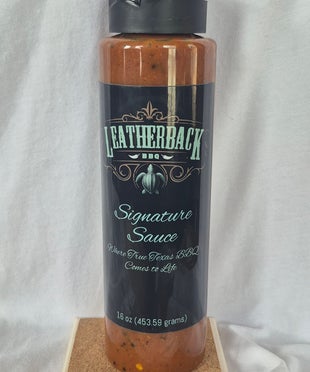 LEATHERBACK
BBQ
Signature
Sauce
Where True Texas BBQ
Comes to Life
16 oz (453.59 grams)